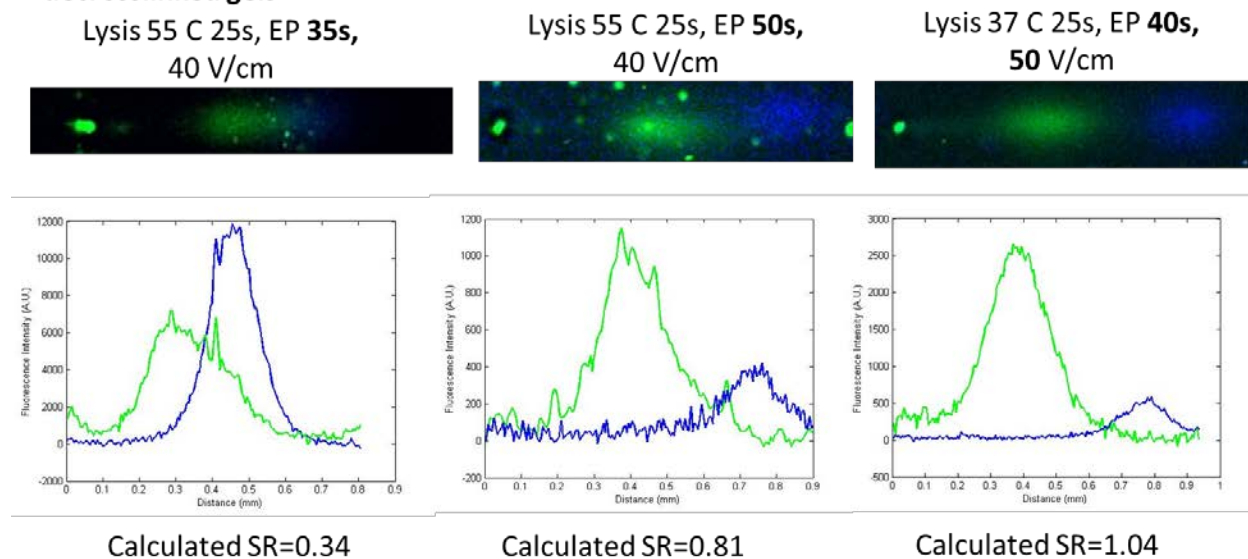 Lysis 55 C 25s, EP 35s,
40 V/cm
Lysis 55 C 25s, EP 50s,
40 V/cm
Lysis 37 C 25s, EP 40s,
50 V/cm
12000
10000
8000
6000
4000
2000
0
-2000
Fluorescence Intensity (A.U.)
0 0.1 0.2 0.3 0.4 0.5 0.6 0.7 0.8 0.9
Distance (mm)
1200
1000
800
600
400
200
0
-200
Fluorescence Intensity (A.U.)
0 0.1 0.2 0.3 0.4 0.5 0.6 0.7 0.8 0.9
Distance (mm)
3000
2500
2000
1500
1000
500
0
-500
Fluorescence Intensity (A.U.)
0 0.1 0.2 0.3 0.4 0.5 0.6 0.7 0.8 0.9 1
Distance (mm)
Calculated SR=0.34
Calculated SR=0.81
Calculated SR=1.04